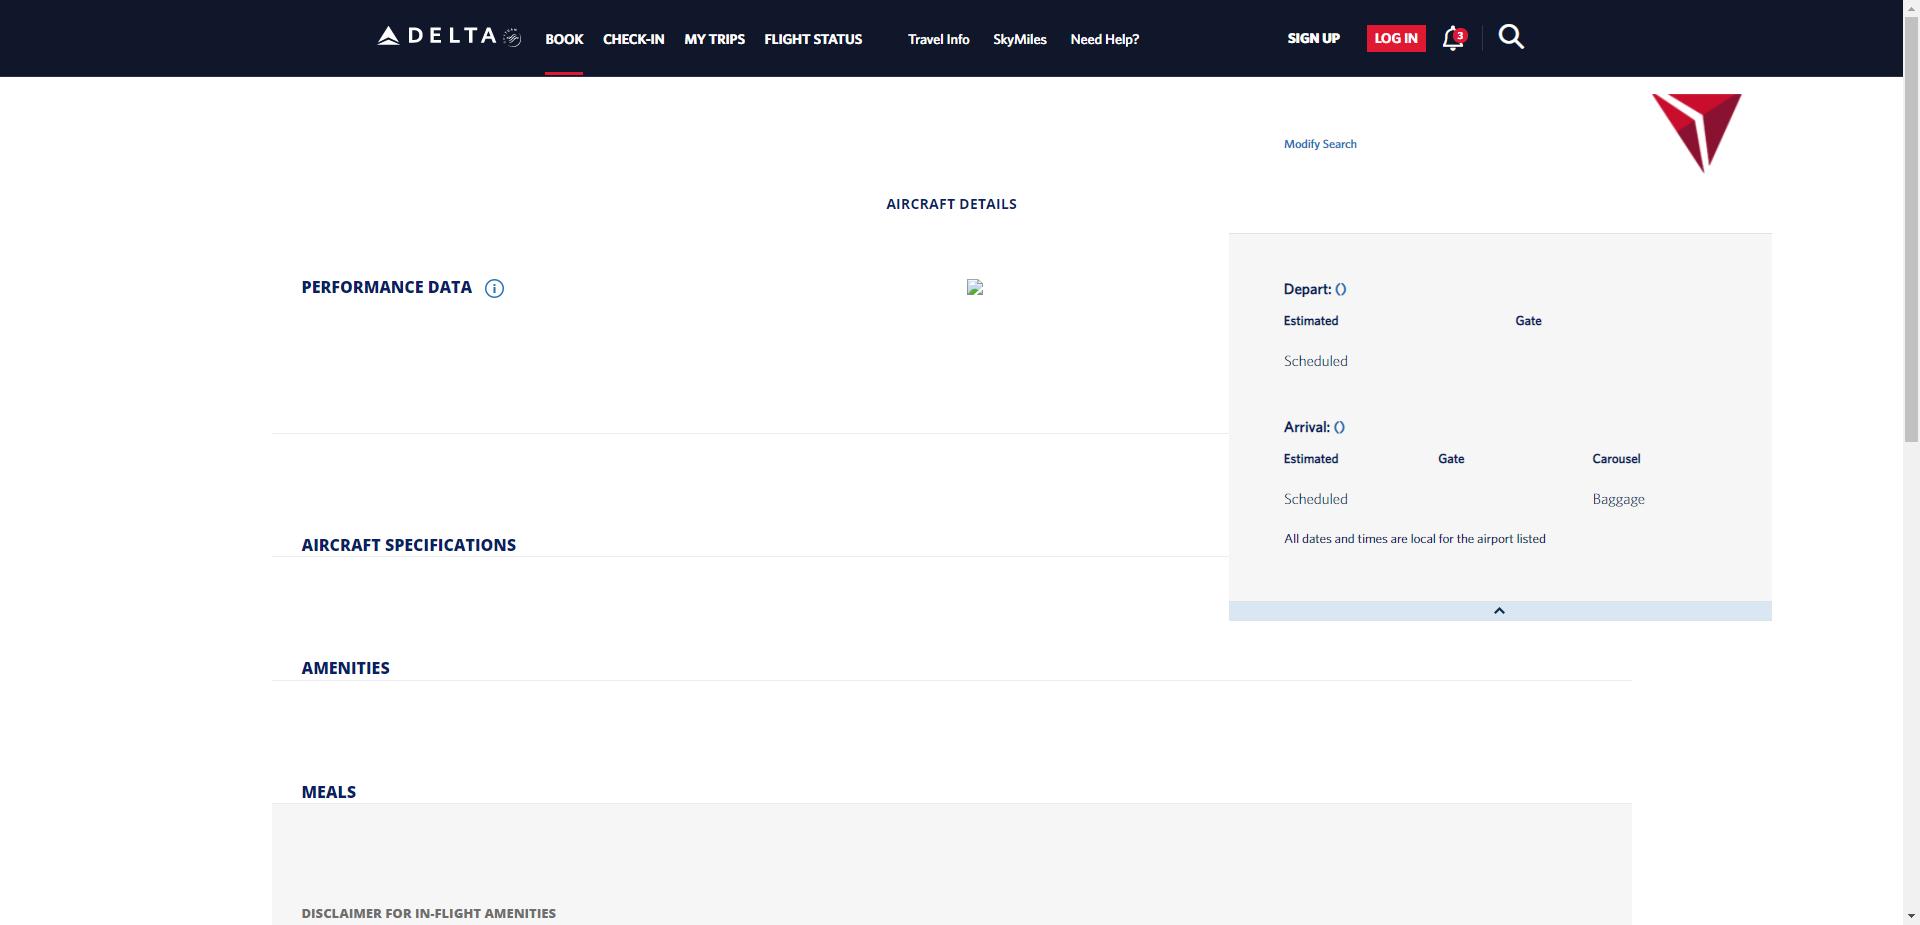 DELTA BOOK CHECK-IN MY TRIPS FLIGHT STATUS Travel Info SkyMiles Need Help? SIGN UP LOG IN 3
Modify Search
AIRCRAFT DETAILS
PERFORMANCE DATA i
Depart: ()
Estimated Gate
Scheduled
Arrival: ()
Estimated Gate Carousel
Scheduled Baggage
All dates and times are local for the airport listed
AIRCRAFT SPECIFICATIONS
AMENITIES
MEALS
DISCLAIMER FOR IN-FLIGHT AMENITIES